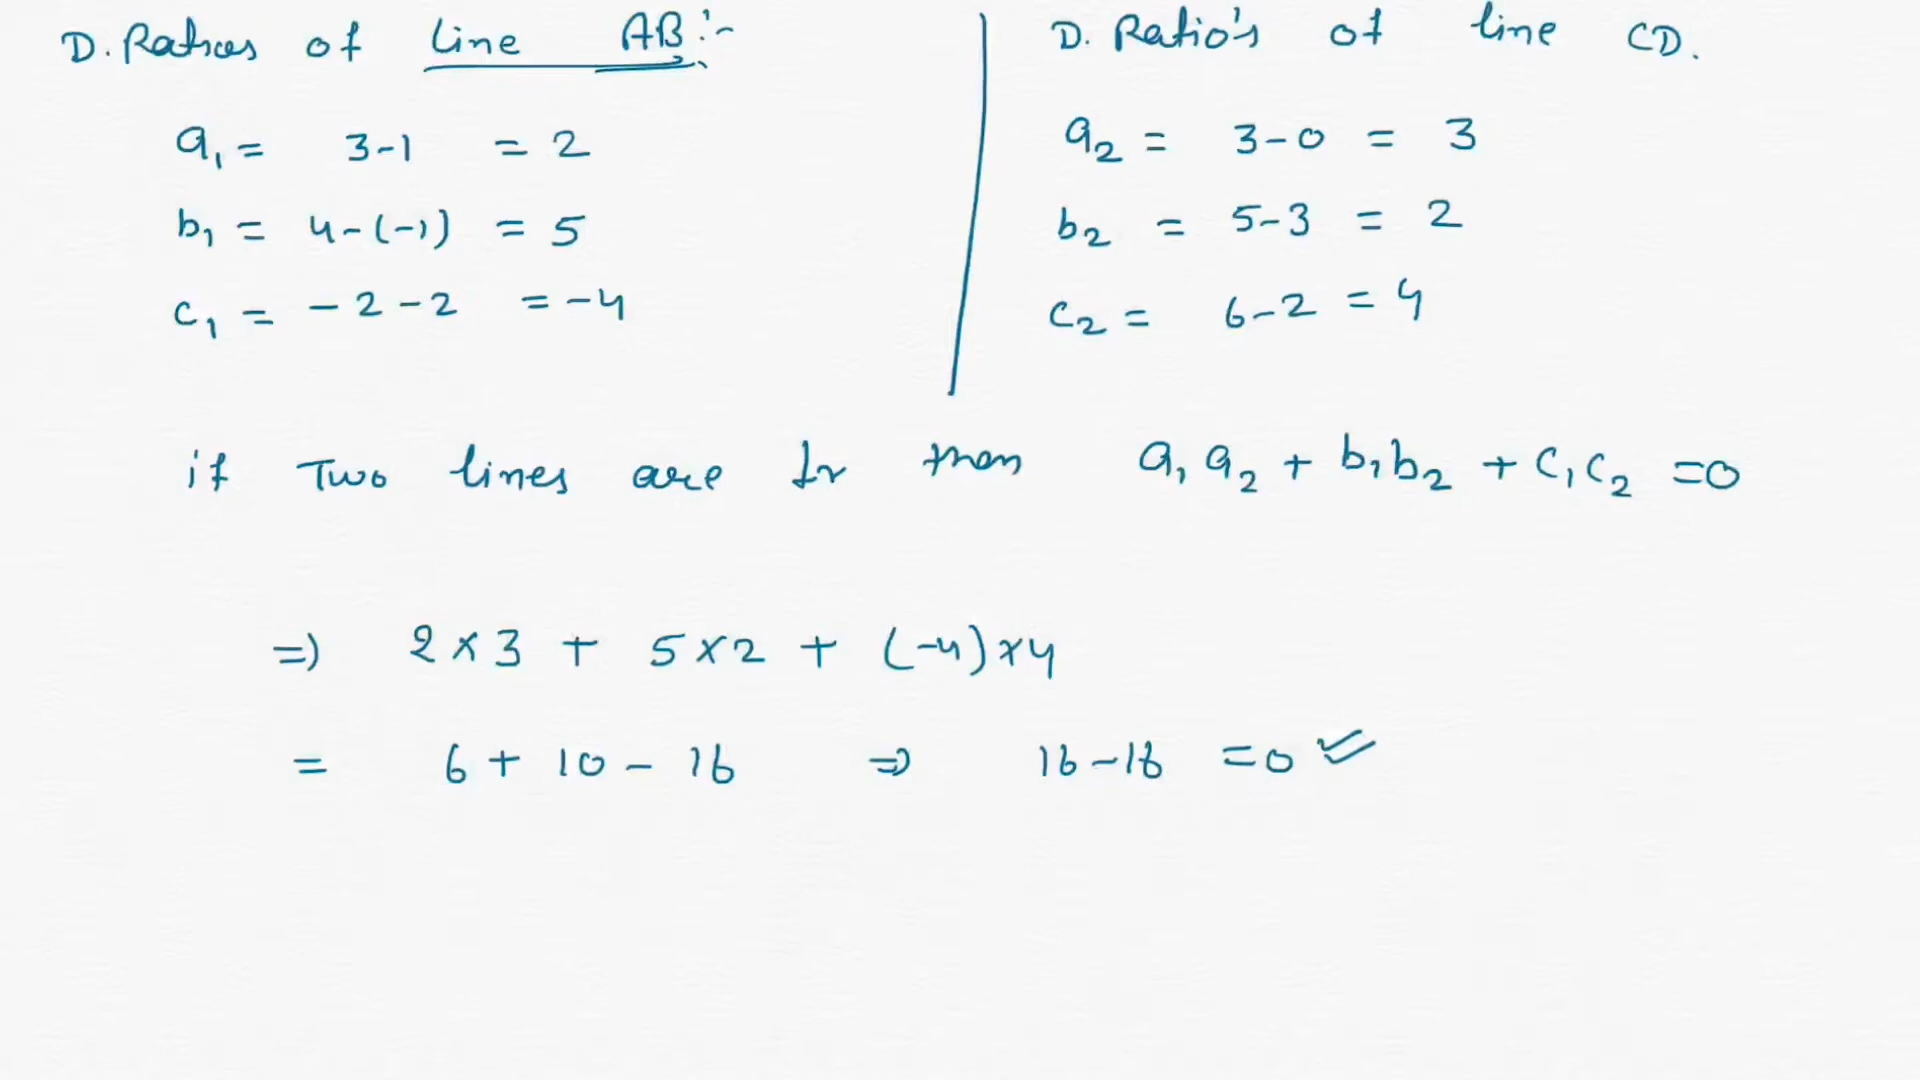 D. Ratios of Line AB:-
a₁ = 3-1 = 2
b₁ = 4-(-1) = 5
c₁ = -2-2 = -4
D. Ratio's of line CD.
a₂ = 3-0 = 3
b₂ = 5-3 = 2
c₂ = 6-2 = 4
if Two lines are ⊥r then a₁a₂ + b₁b₂ + c₁c₂ =0
=) 2×3 + 5×2 + (-4)×4
= 6+ 10 - 16 => 16-16 =0 ✓